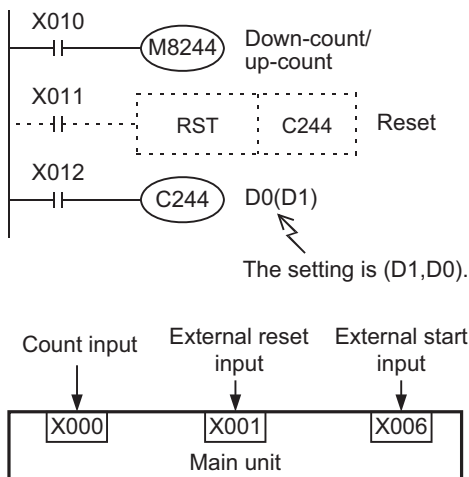 X010
M8244
Down-count/
up-count
X011
RST
C244
Reset
X012
C244
D0(D1)
The setting is (D1,D0).
Count input
External reset
input
External start
input
X000
X001
X006
Main unit